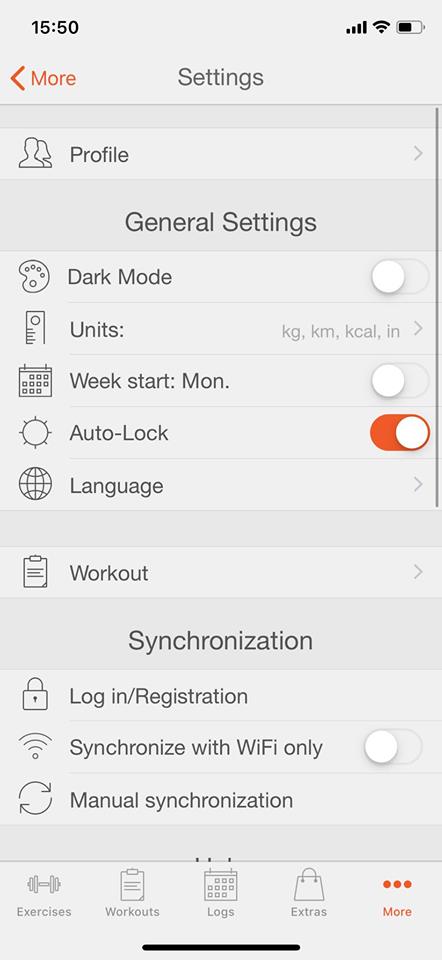 15:50
More
Settings
Profile
General Settings
Dark Mode
Units: kg, km, kcal, in
Week start: Mon.
Auto-Lock
Language
Workout
Synchronization
Log in/Registration
Synchronize with WiFi only
Manual synchronization
Exercises Workouts Logs Extras More